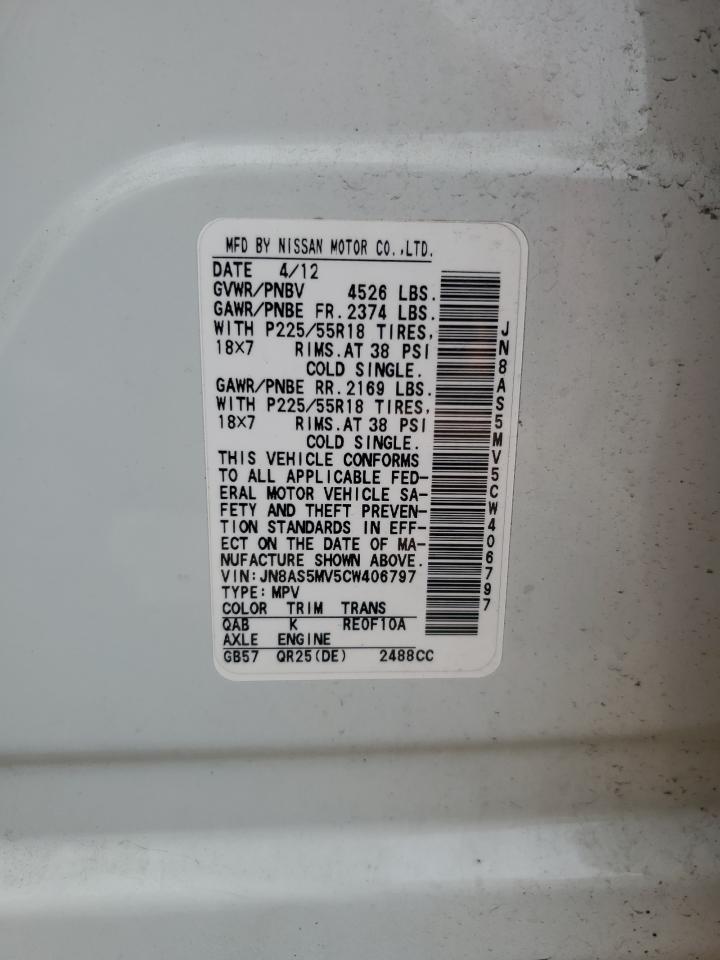 MFD BY NISSAN MOTOR CO.,LTD.
DATE 4/12
GVWR/PNBV 4526 LBS.
GAWR/PNBE FR.2374 LBS.
WITH P225/55R18 TIRES,
18X7 RIMS.AT 38 PSI
COLD SINGLE.
GAWR/PNBE RR.2169 LBS.
WITH P225/55R18 TIRES,
18X7 RIMS.AT 38 PSI
COLD SINGLE.
THIS VEHICLE CONFORMS
TO ALL APPLICABLE FED-
ERAL MOTOR VEHICLE SA-
FETY AND THEFT PREVEN-
TION STANDARDS IN EFF-
ECT ON THE DATE OF MA-
NUFACTURE SHOWN ABOVE.
VIN:JN8AS5MV5CW406797
TYPE:MPV
COLOR TRIM TRANS
QAB K RE0F10A
AXLE ENGINE
GB57 QR25(DE) 2488CC
JN8AS5MV5CW406797